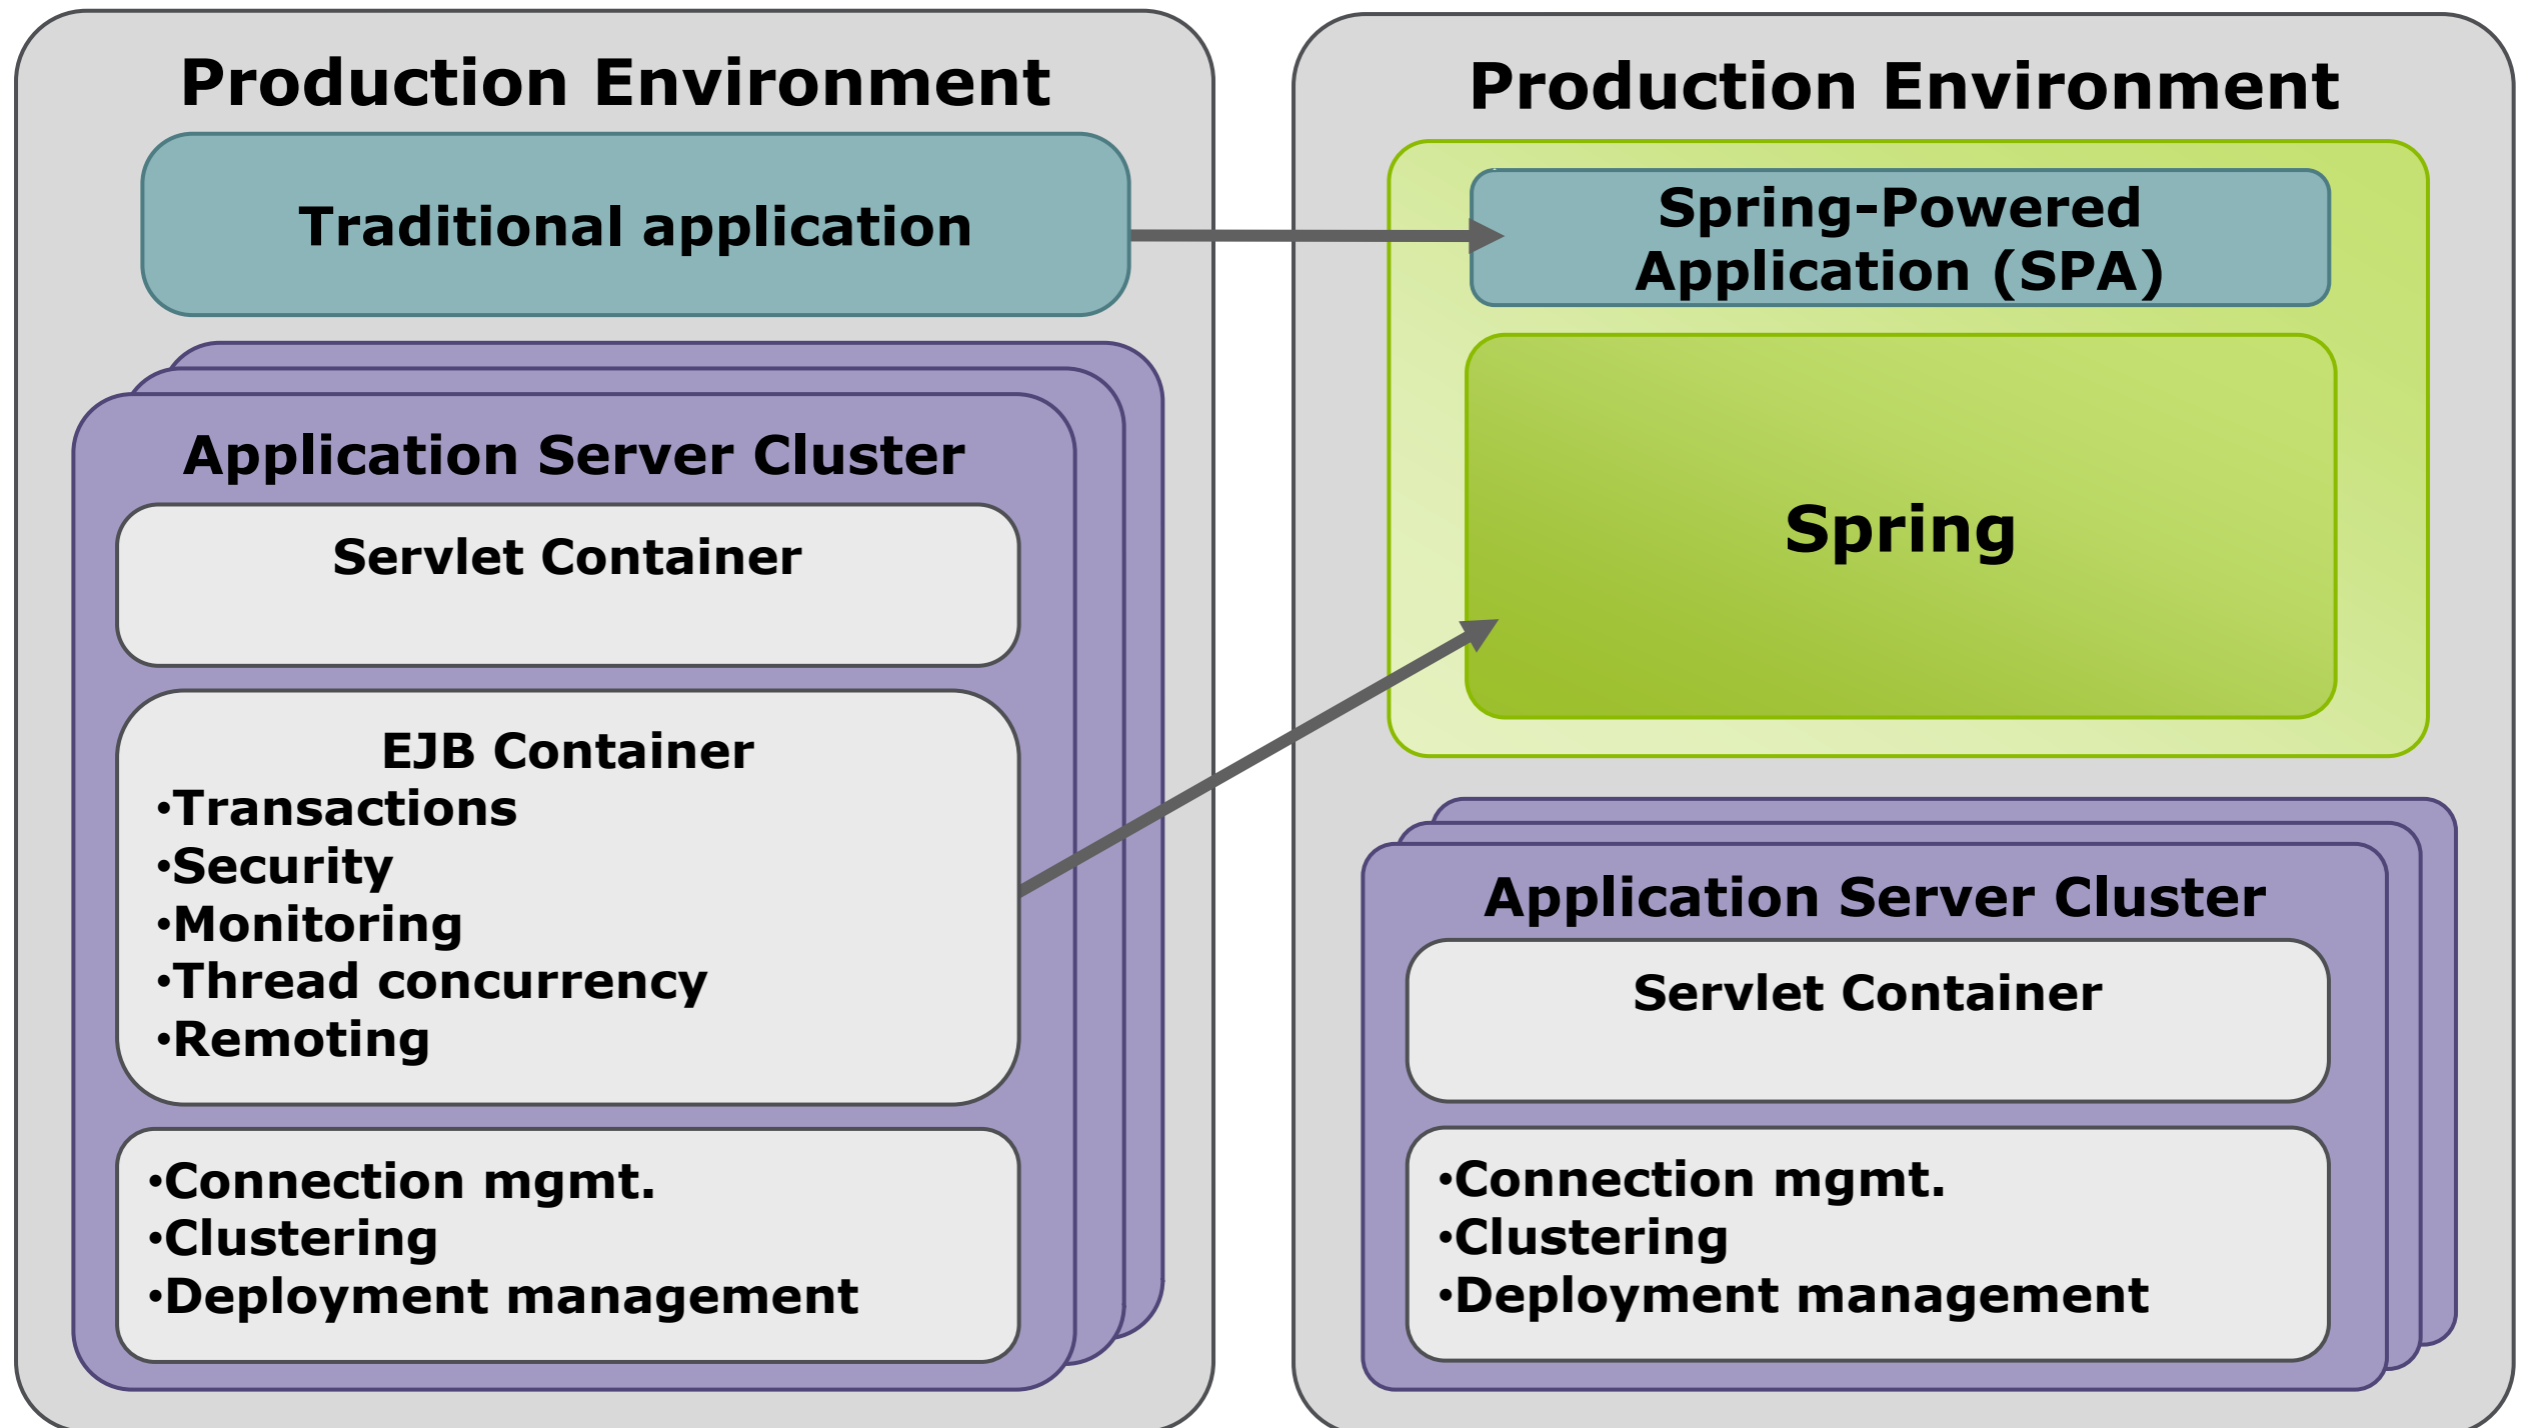 Production Environment
Traditional application
Application Server Cluster
Servlet Container
EJB Container
•Transactions
•Security
•Monitoring
•Thread concurrency
•Remoting
•Connection mgmt.
•Clustering
•Deployment management
Production Environment
Spring-Powered
Application (SPA)
Spring
Application Server Cluster
Servlet Container
•Connection mgmt.
•Clustering
•Deployment management